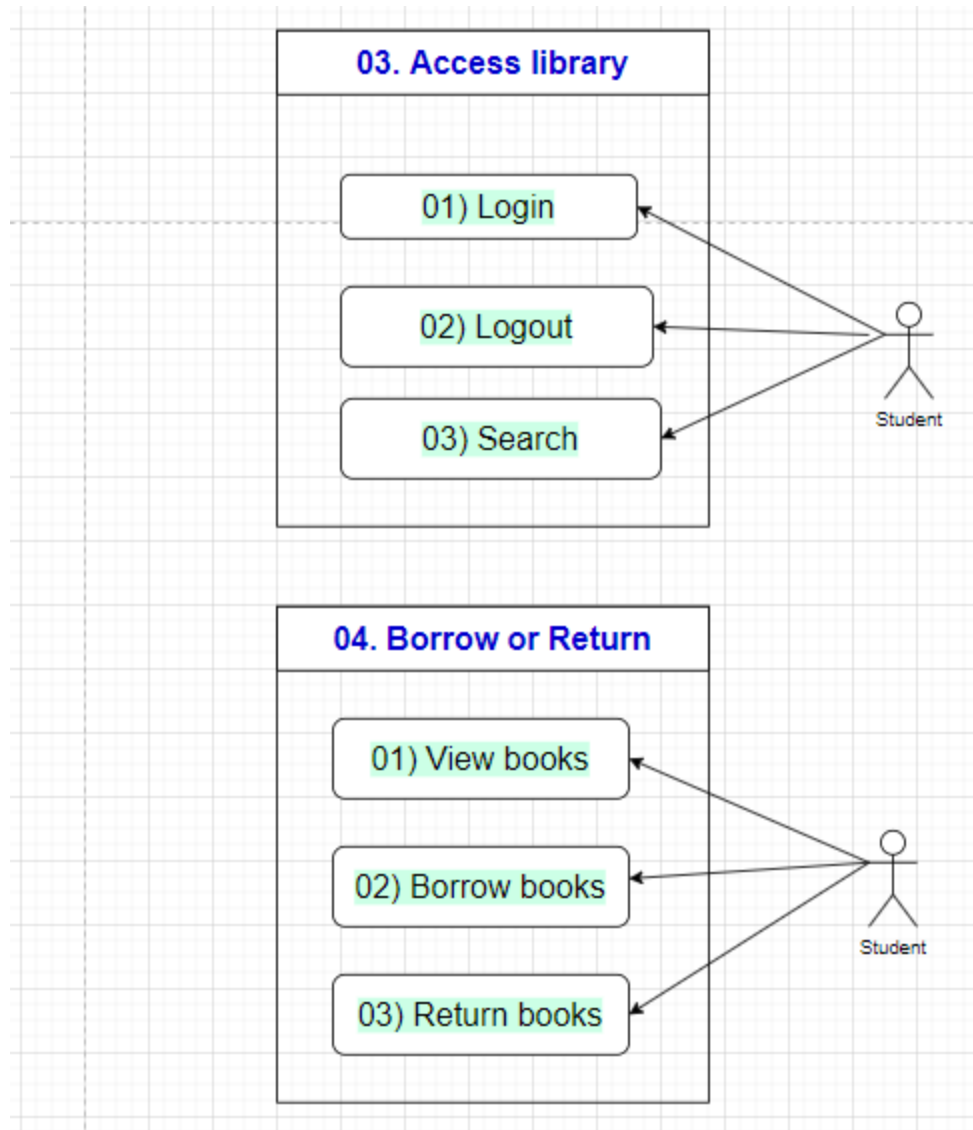 03. Access library
01) Login
02) Logout
03) Search
Student
04. Borrow or Return
01) View books
02) Borrow books
03) Return books
Student